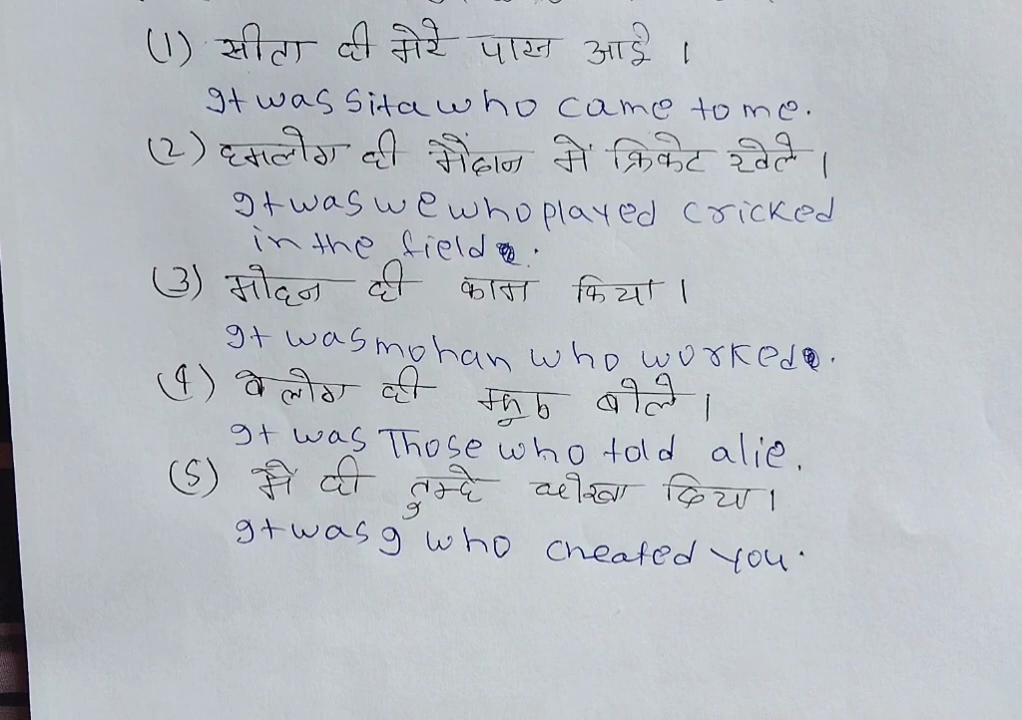 (1) सीता ही मेरे पास आई ।
It was Sita who came to me.
(2) हमलोग ही मैदान में क्रिकेट खेले ।
It was we who played cricked
in the field.
(3) मोहन ही काम किया ।
It was mohan who worked.
(4) वे लोग ही झूठ बोले ।
It was Those who told a lie.
(5) मैं ही तुम्हे धोखा दिया ।
It was I who cheated you.